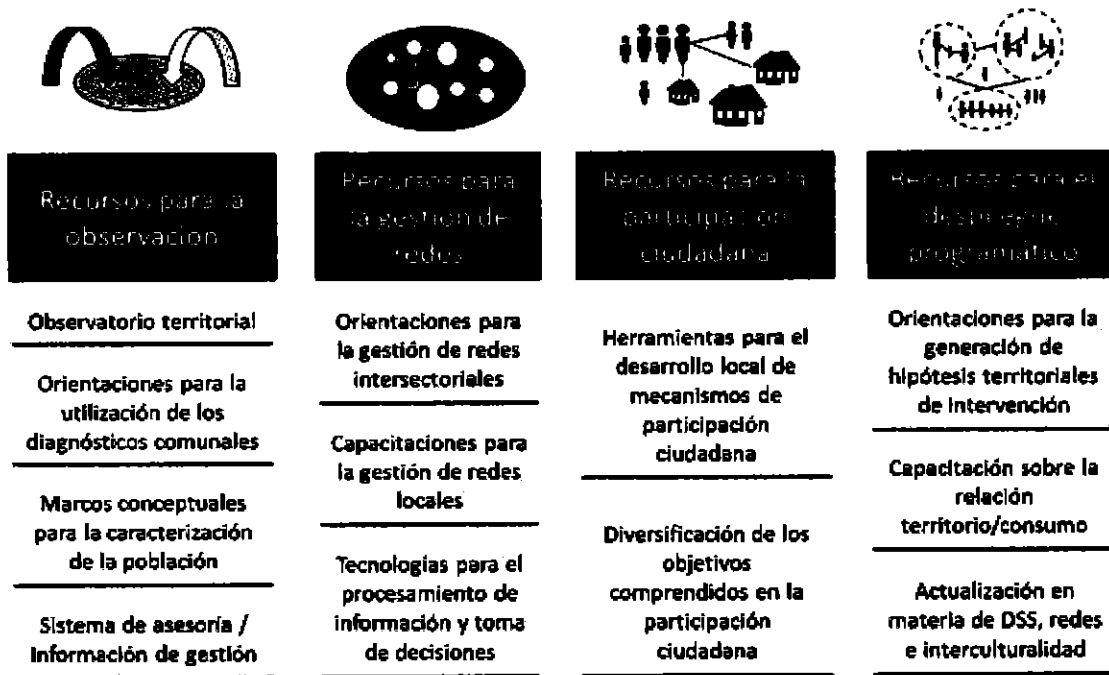 Recursos para la
observacion
Observatorio territorial
Orientaciones para la
utilización de los
diagnósticos comunales
Marcos conceptuales
para la caracterización
de la población
Sistema de asesoría /
Información de gestión
Recursos para
la gestión de
redes
Orientaciones para
la gestión de redes
intersectoriales
Capacitaciones para
la gestión de redes
locales
Tecnologías para el
procesamiento de
información y toma
de decisiones
Recursos para la
participación
ciudadana
Herramientas para el
desarrollo local de
mecanismos de
participación
ciudadana
Diversificación de los
objetivos
comprendidos en la
participación
ciudadana
Recursos para el
despliegue
programático
Orientaciones para la
generación de
hipótesis territoriales
de Intervención
Capacitación sobre la
relación
territorio/consumo
Actualización en
materia de DSS, redes
e interculturalidad